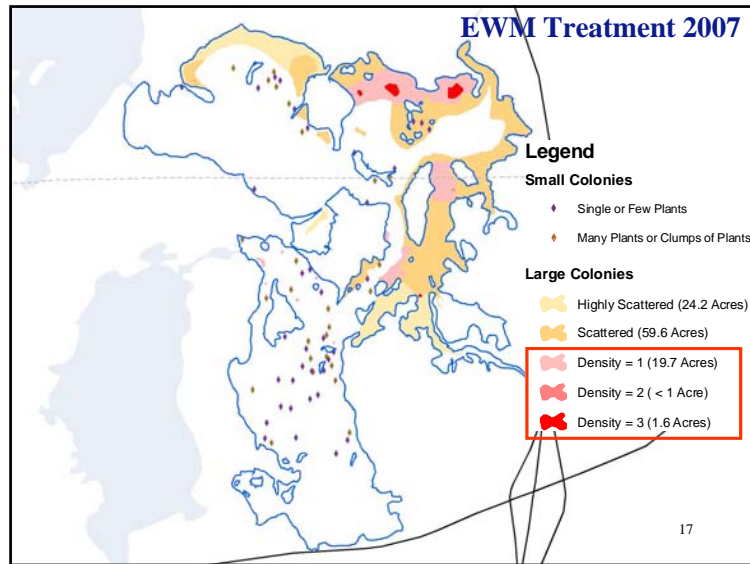 EWM Treatment 2007
Legend
Small Colonies
Single or Few Plants
Many Plants or Clumps of Plants
Large Colonies
Highly Scattered (24.2 Acres)
Scattered (59.6 Acres)
Density = 1 (19.7 Acres)
Density = 2 ( < 1 Acre)
Density = 3 (1.6 Acres)
17